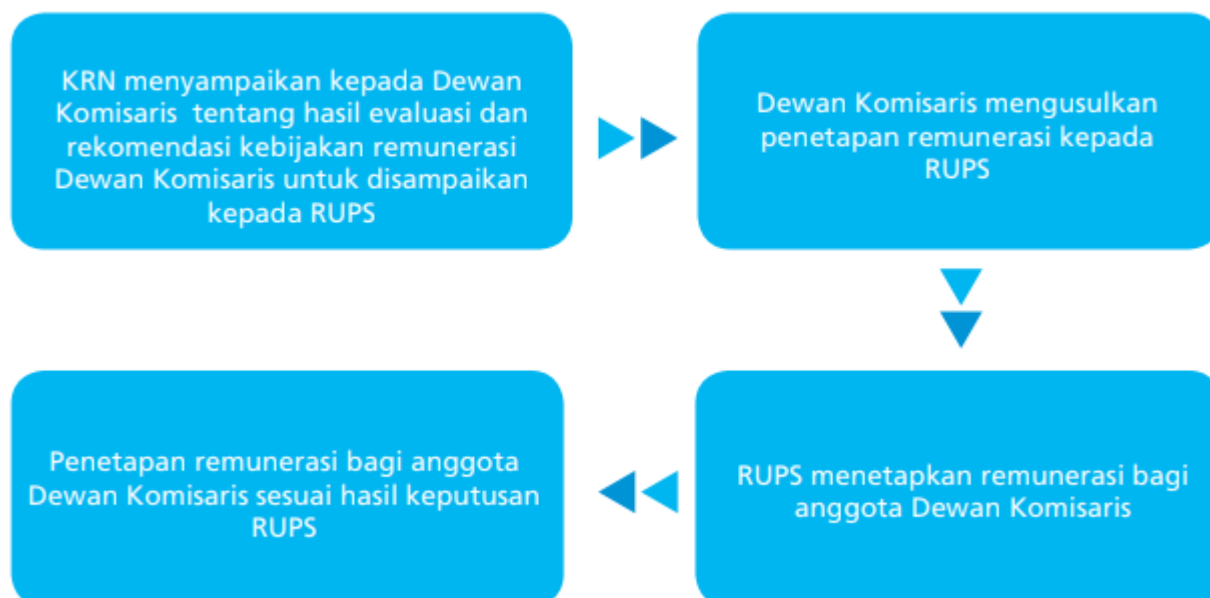 KRN menyampaikan kepada Dewan
Komisaris tentang hasil evaluasi dan
rekomendasi kebijakan remunerasi
Dewan Komisaris untuk disampaikan
kepada RUPS
Dewan Komisaris mengusulkan
penetapan remunerasi kepada
RUPS
RUPS menetapkan remunerasi bagi
anggota Dewan Komisaris
Penetapan remunerasi bagi anggota
Dewan Komisaris sesuai hasil keputusan
RUPS